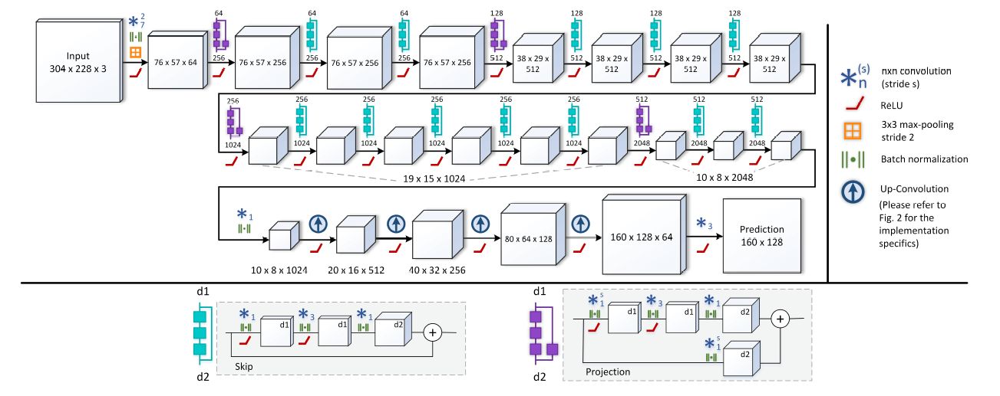 Input
304 x 228 x 3
* 2 7
76 x 57 x 64
64
256
76 x 57 x 256
64
256
76 x 57 x 256
64
256
76 x 57 x 256
128
512
38 x 29 x
512
128
512
38 x 29 x
512
128
512
38 x 29 x
512
128
512
38 x 29 x
512
256
1024
256
1024
256
1024
256
1024
256
1024
256
1024
19 x 15 x 1024
512
2048
512
2048
512
2048
10 x 8 x 2048
* 1
10 x 8 x 1024
20 x 16 x 512
40 x 32 x 256
80 x 64 x 128
160 x 128 x 64
* 3
Prediction
160 x 128
* (s) n
nxn convolution
(stride s)
ReLU
3x3 max-pooling
stride 2
Batch normalization
Up-Convolution
(Please refer to
Fig. 2 for the
implementation
specifics)
d1
d2
* 1
d1
* 3
d1
* 1
d2
+
Skip
d1
d2
* s 1
d1
* 3
d1
* 1
d2
+
* s 1
d2
Projection